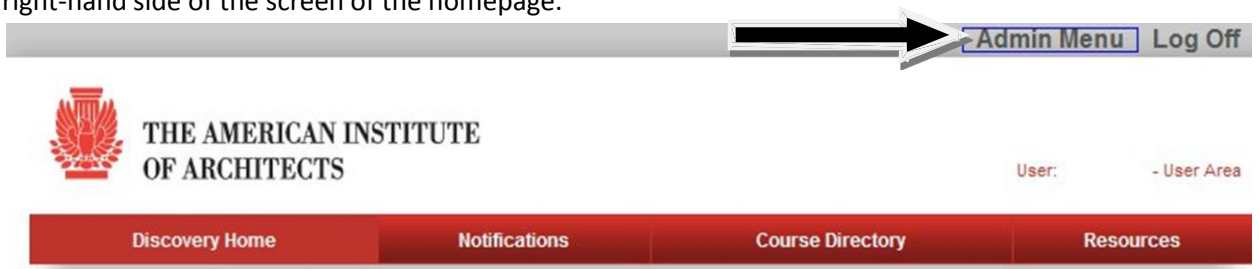 right-hand side of the screen of the homepage.
Admin Menu Log Off
THE AMERICAN INSTITUTE
OF ARCHITECTS
User: - User Area
Discovery Home Notifications Course Directory Resources